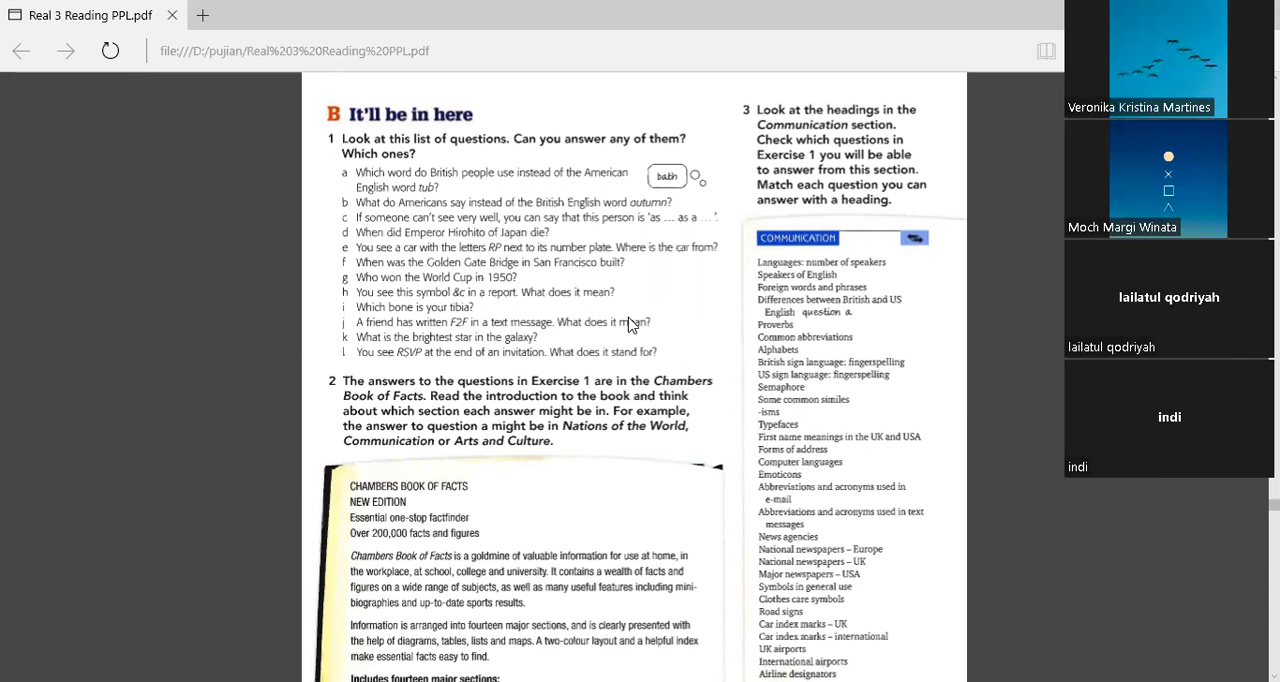 Real 3 Reading PPL.pdf
file:///D:/pujian/Real%203%20Reading%20PPL.pdf
B It'll be in here
1 Look at this list of questions. Can you answer any of them?
Which ones?
a Which word do British people use instead of the American
English word tub?
bath
b What do Americans say instead of the British English word autumn?
c If someone can't see very well, you can say that this person is 'as ... as a ... '.
d When did Emperor Hirohito of Japan die?
e You see a car with the letters RP next to its number plate. Where is the car from?
f When was the Golden Gate Bridge in San Francisco built?
g Who won the World Cup in 1950?
h You see this symbol &c in a report. What does it mean?
i Which bone is your tibia?
j A friend has written F2F in a text message. What does it mean?
k What is the brightest star in the galaxy?
l You see RSVP at the end of an invitation. What does it stand for?
2 The answers to the questions in Exercise 1 are in the Chambers
Book of Facts. Read the introduction to the book and think
about which section each answer might be in. For example,
the answer to question a might be in Nations of the World,
Communication or Arts and Culture.
CHAMBERS BOOK OF FACTS
NEW EDITION
Essential one-stop factfinder
Over 200,000 facts and figures
Chambers Book of Facts is a goldmine of valuable information for use at home, in
the workplace, at school, college and university. It contains a wealth of facts and
figures on a wide range of subjects, as well as many useful features including mini-
biographies and up-to-date sports results.
Information is arranged into fourteen major sections, and is clearly presented with
the help of diagrams, tables, lists and maps. A two-colour layout and a helpful index
make essential facts easy to find.
Includes fourteen major sections:
3 Look at the headings in the
Communication section.
Check which questions in
Exercise 1 you will be able
to answer from this section.
Match each question you can
answer with a heading.
COMMUNICATION
Languages: number of speakers
Speakers of English
Foreign words and phrases
Differences between British and US
English question a
Proverbs
Common abbreviations
Alphabets
British sign language: fingerspelling
US sign language: fingerspelling
Semaphore
Some common similes
-isms
Typefaces
First name meanings in the UK and USA
Forms of address
Computer languages
Emoticons
Abbreviations and acronyms used in
e-mail
Abbreviations and acronyms used in text
messages
News agencies
National newspapers – Europe
National newspapers – UK
Major newspapers – USA
Symbols in general use
Clothes care symbols
Road signs
Car index marks – UK
Car index marks – international
UK airports
International airports
Airline designators
Veronika Kristina Martines
Moch Margi Winata
lailatul qodriyah
lailatul qodriyah
indi
indi